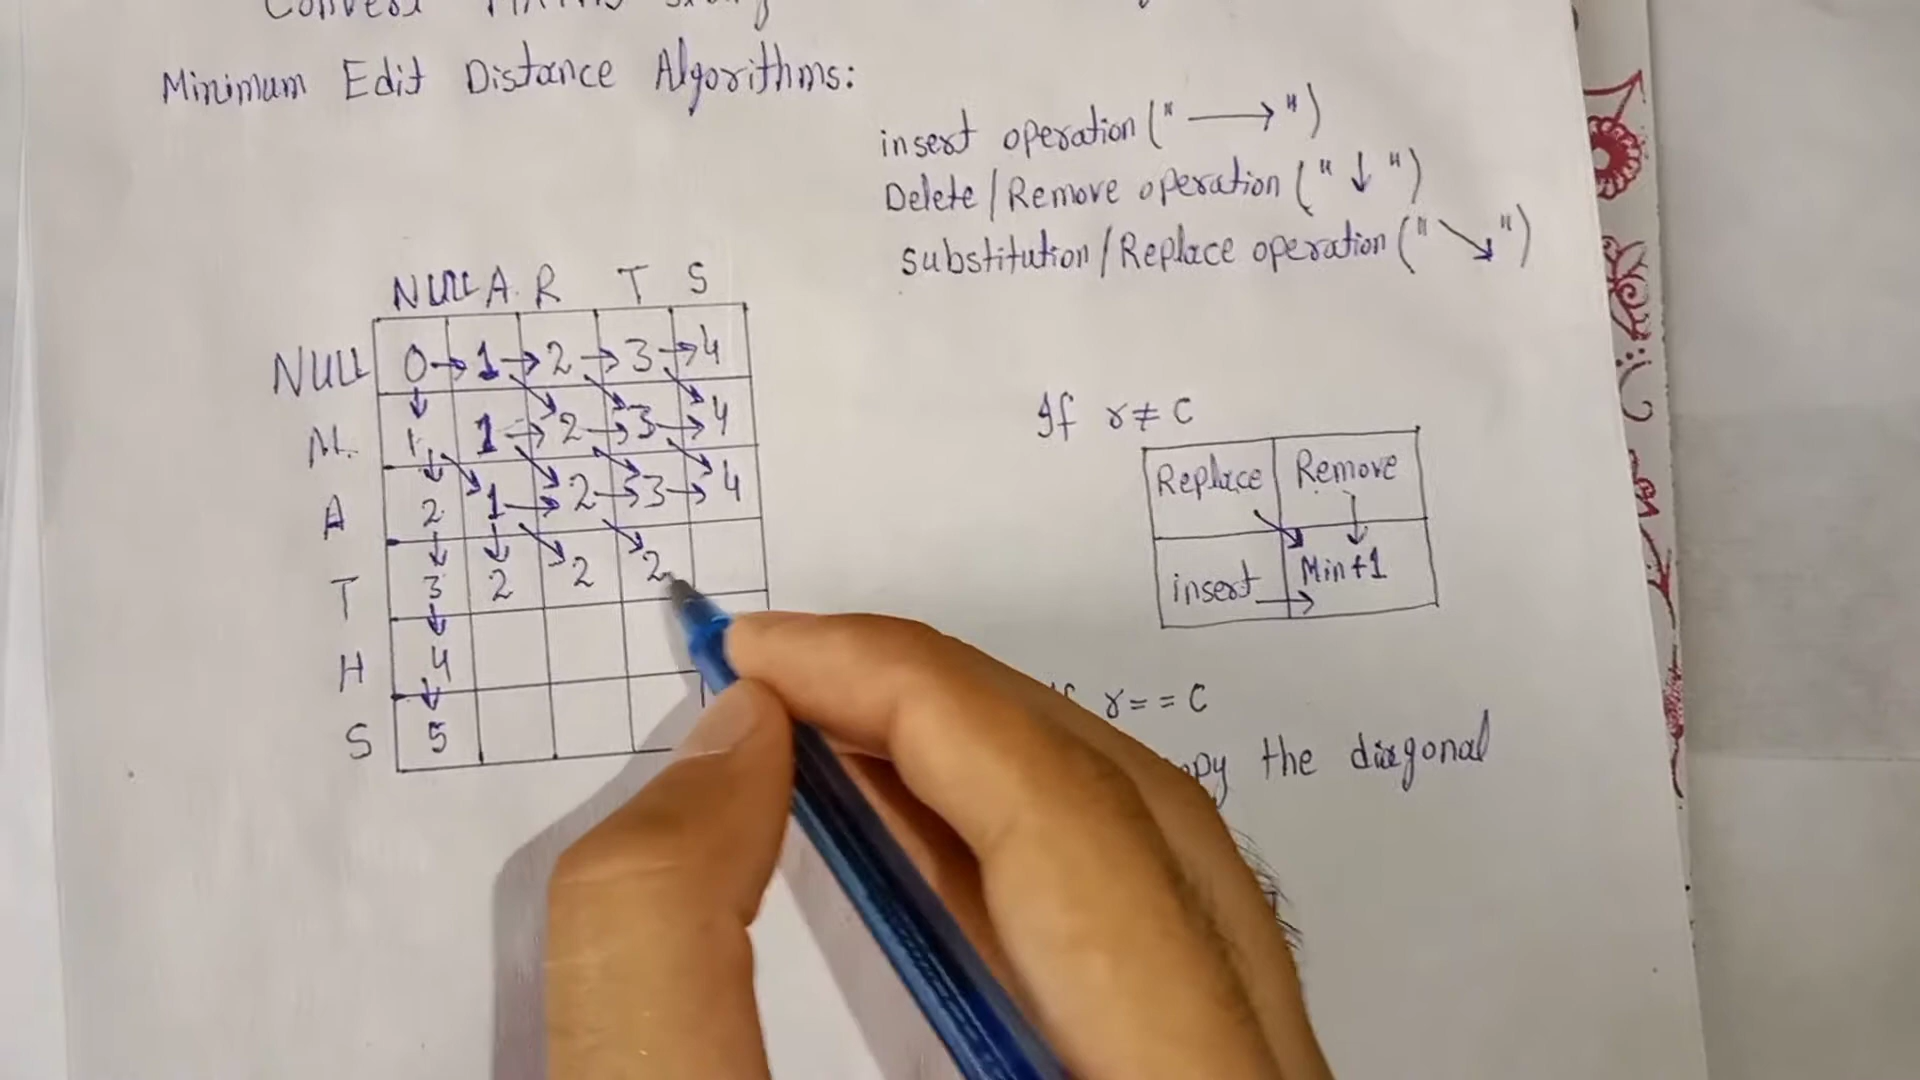 Convert MATHS
Minimum Edit Distance Algorithms:
insert operation (" → ")
Delete / Remove operation (" ↓ ")
substitution / Replace operation (" ↘ ")
NULL A R T S
NULL 0 → 1 → 2 → 3 → 4
M 1 1 → 2 → 3 → 4
A 2 1 → 2 → 3 → 4
T 3 2 2 2
H 4
S 5
If r ≠ C
Replace Remove
insert → Min+1
r == C
the diagonal